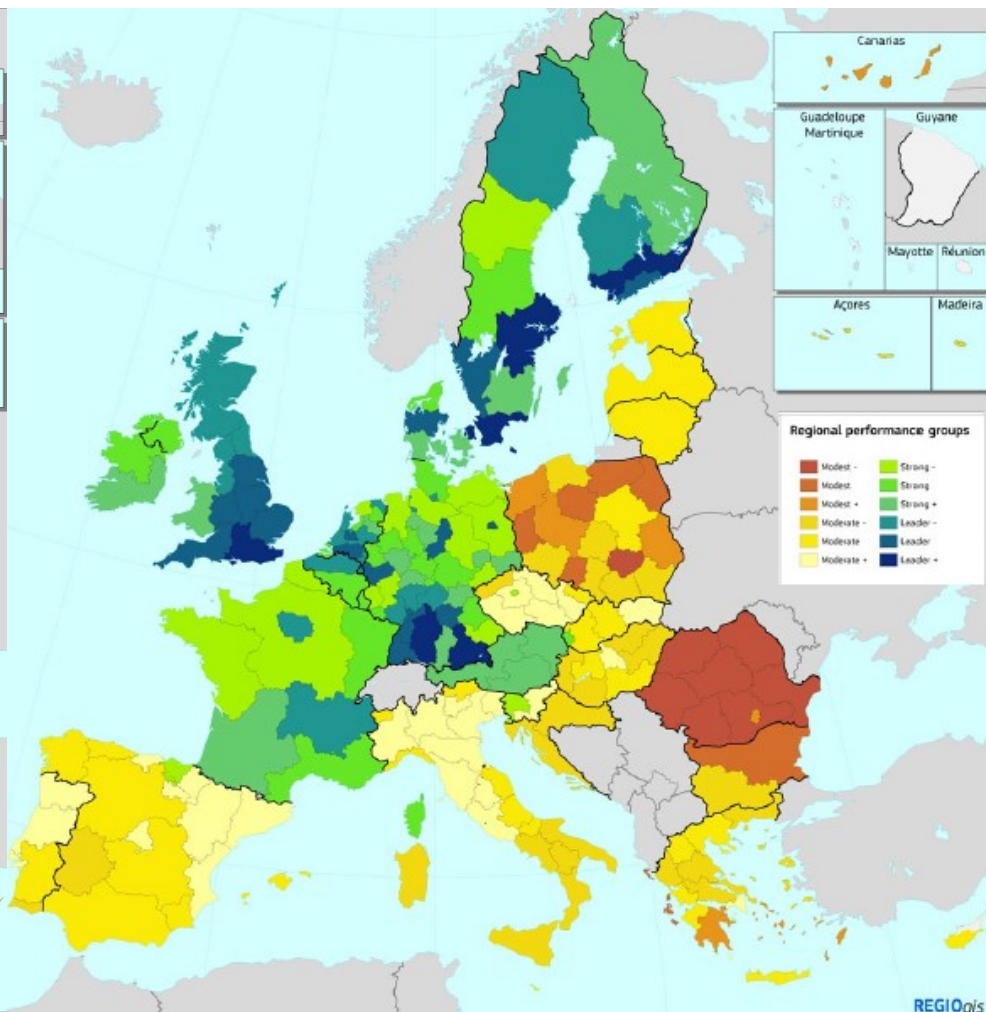 Canarias
Guadeloupe
Martinique
Guyane
Mayotte
Réunion
Açores
Madeira
Regional performance groups
Modest -
Modest
Modest +
Moderate -
Moderate
Moderate +
Strong -
Strong
Strong +
Leader -
Leader
Leader +
REGIOgis